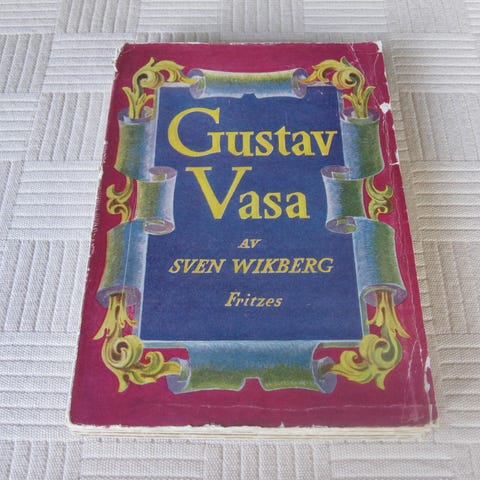 Gustav
Vasa
AV
SVEN WIKBERG
Fritzes